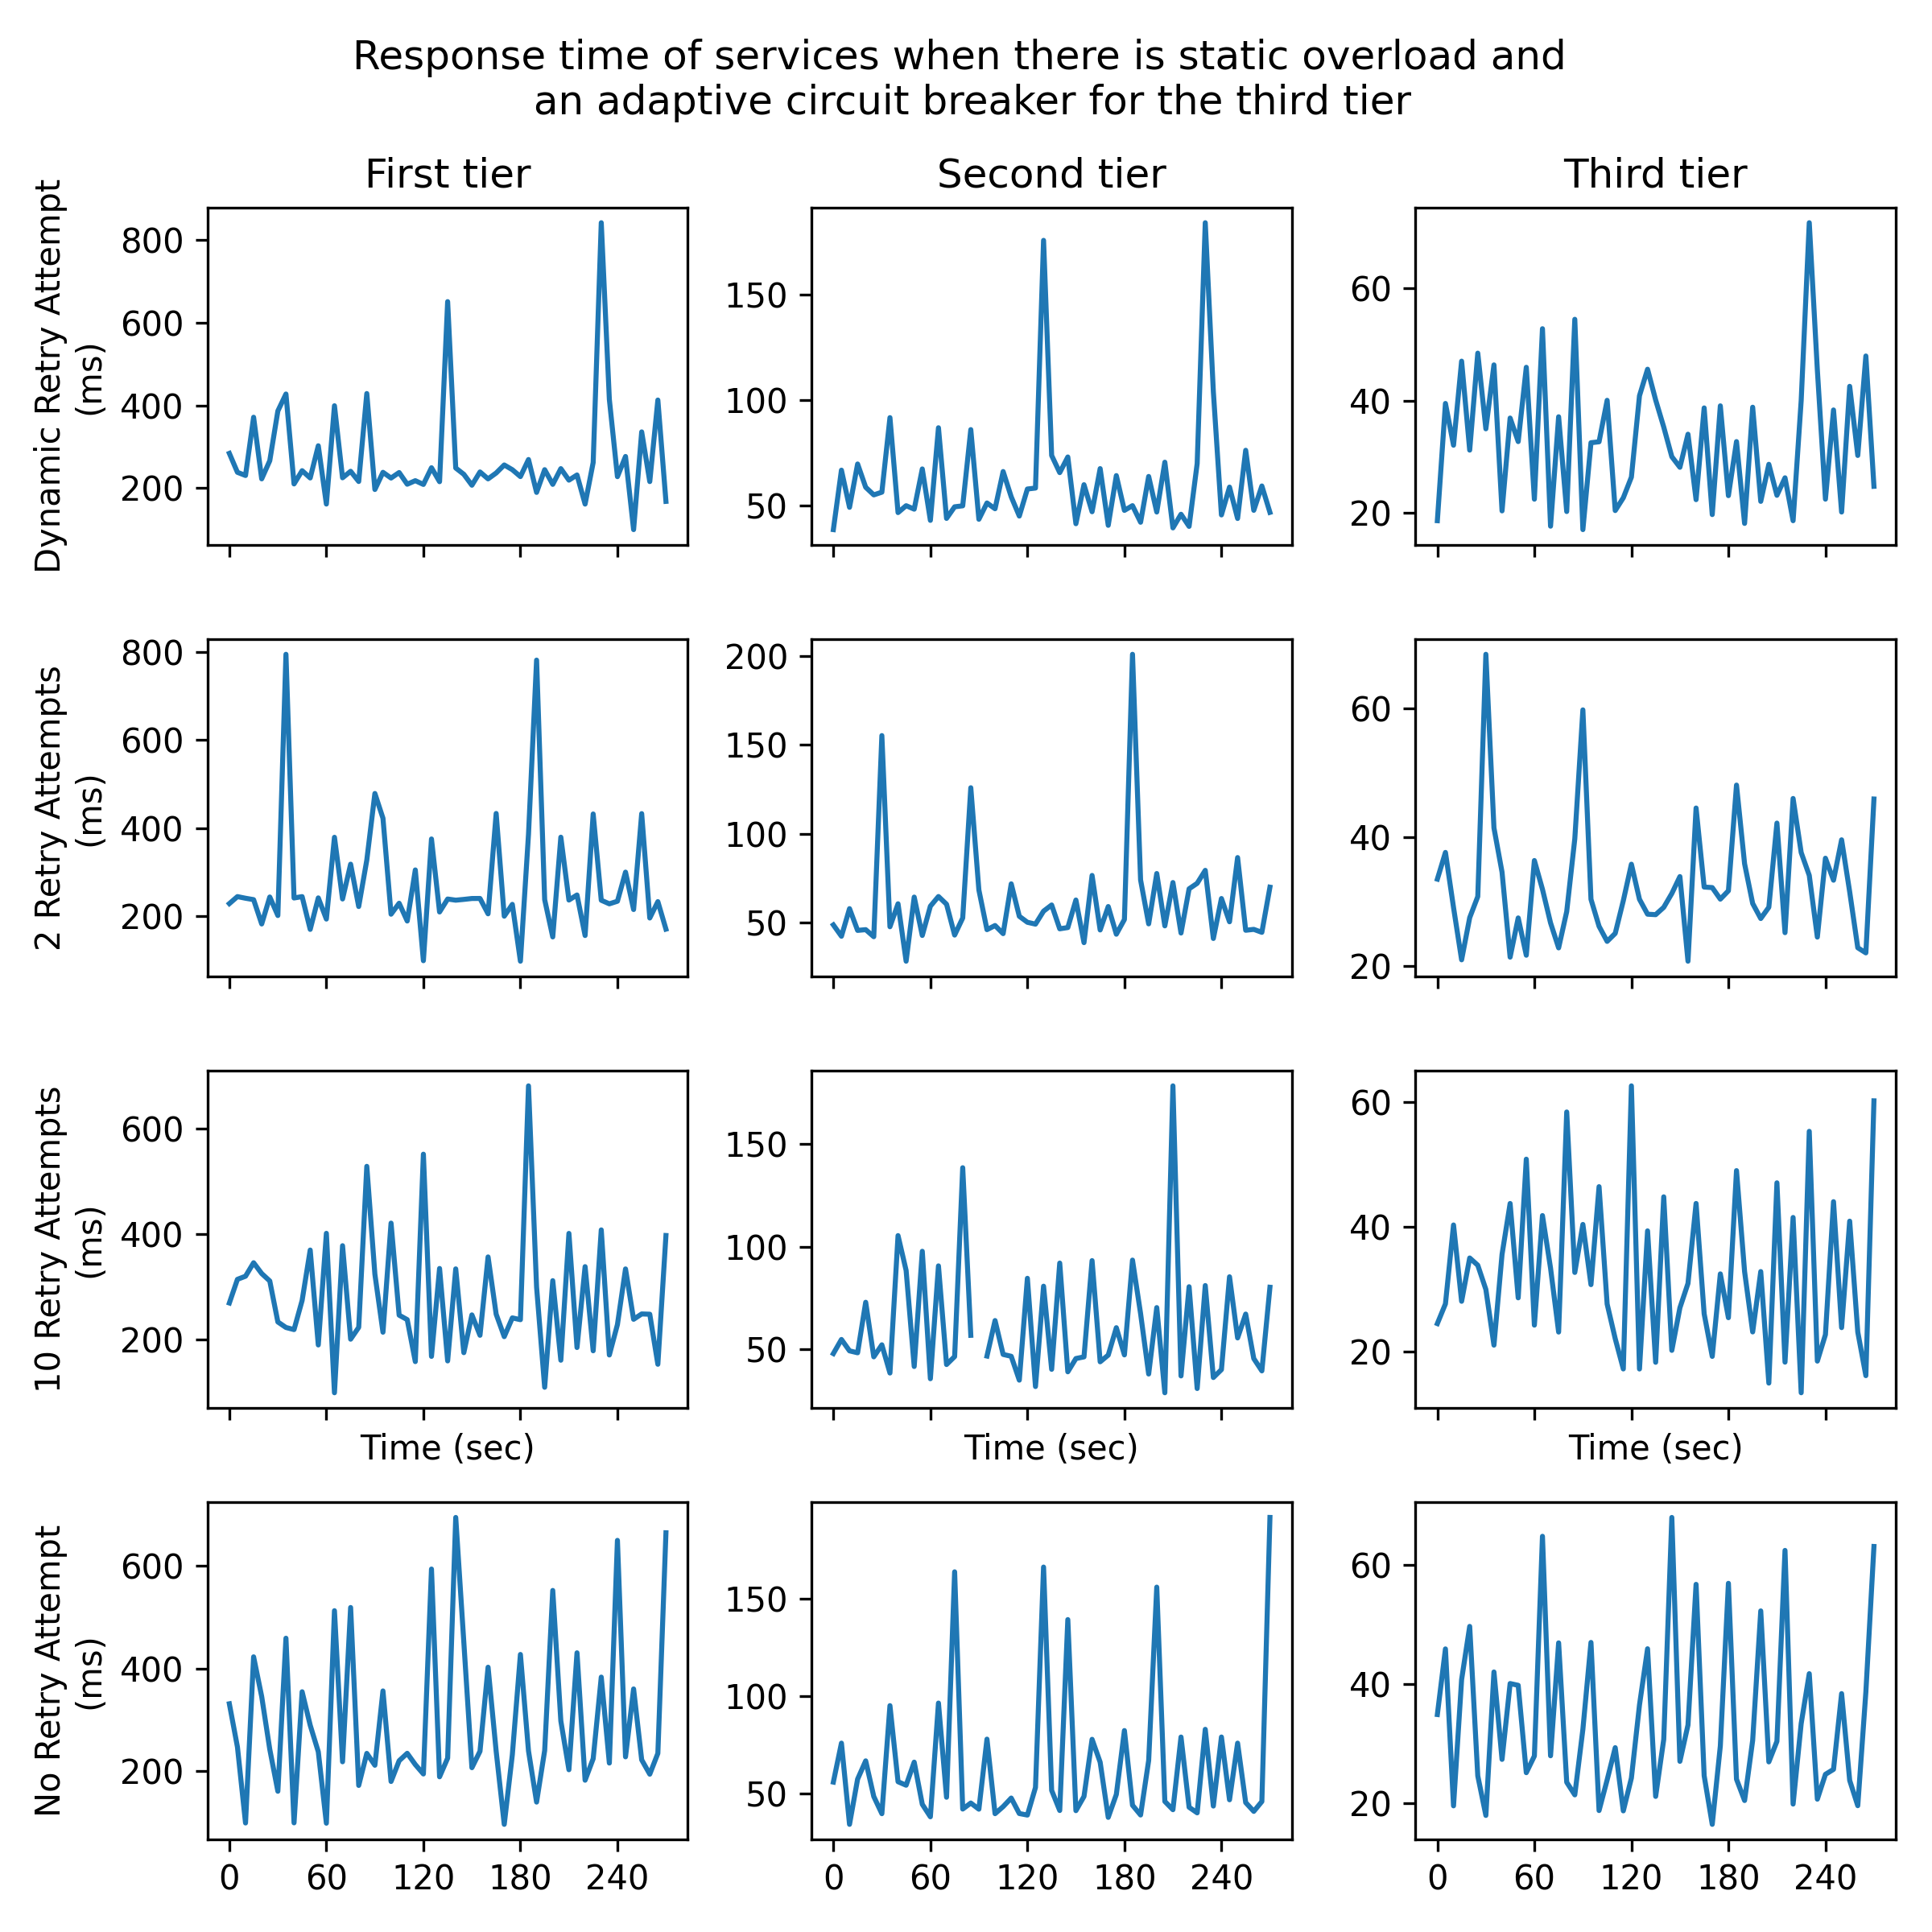 Response time of services when there is static overload and
an adaptive circuit breaker for the third tier
First tier
Second tier
Third tier
Dynamic Retry Attempt
(ms)
800
600
400
200
150
100
50
60
40
20
2 Retry Attempts
(ms)
800
600
400
200
200
150
100
50
60
40
20
10 Retry Attempts
(ms)
600
400
200
150
100
50
60
40
20
Time (sec)
Time (sec)
Time (sec)
No Retry Attempt
(ms)
600
400
200
150
100
50
60
40
20
0 60 120 180 240
0 60 120 180 240
0 60 120 180 240